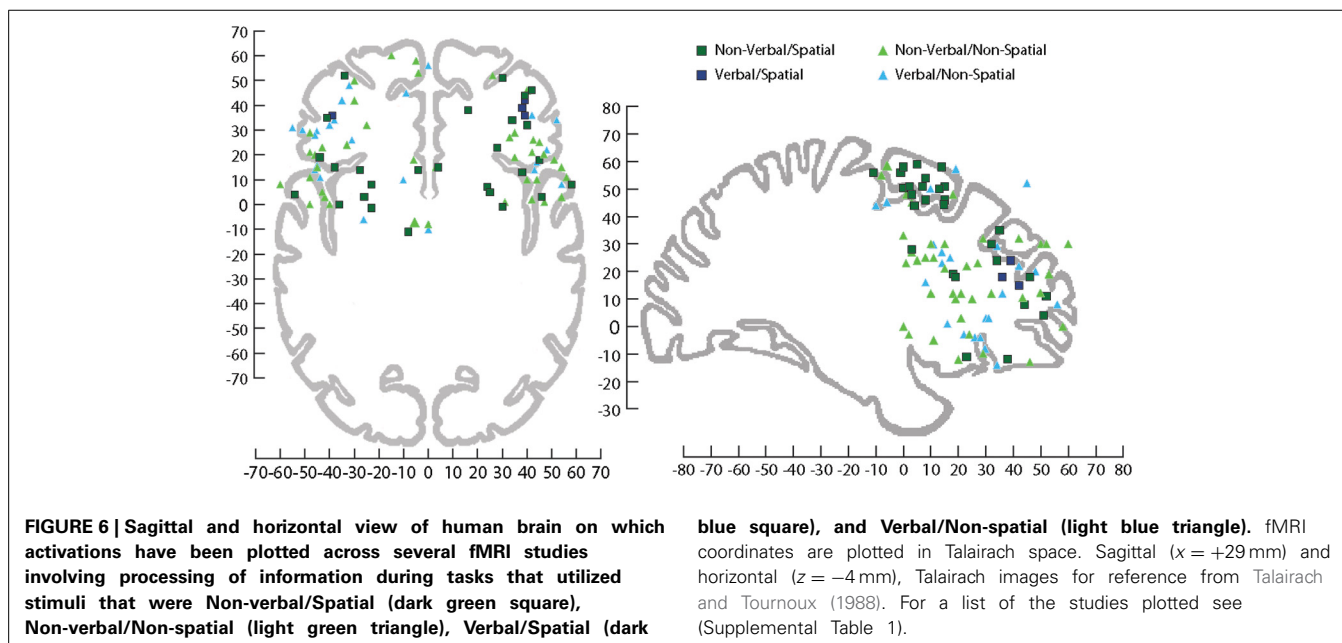 70
60
50
40
30
20
10
0
-10
-20
-30
-40
-50
-60
-70
-70 -60 -50 -40 -30 -20 -10 0 10 20 30 40 50 60 70
Non-Verbal/Spatial Non-Verbal/Non-Spatial
Verbal/Spatial Verbal/Non-Spatial
80
70
60
50
40
30
20
10
0
-10
-20
-30
-80 -70 -60 -50 -40 -30 -20 -10 0 10 20 30 40 50 60 70 80
FIGURE 6 | Sagittal and horizontal view of human brain on which
activations have been plotted across several fMRI studies
involving processing of information during tasks that utilized
stimuli that were Non-verbal/Spatial (dark green square),
Non-verbal/Non-spatial (light green triangle), Verbal/Spatial (dark
blue square), and Verbal/Non-spatial (light blue triangle). fMRI
coordinates are plotted in Talairach space. Sagittal (x = +29 mm) and
horizontal (z = −4 mm), Talairach images for reference from Talairach
and Tournoux (1988). For a list of the studies plotted see
(Supplemental Table 1).